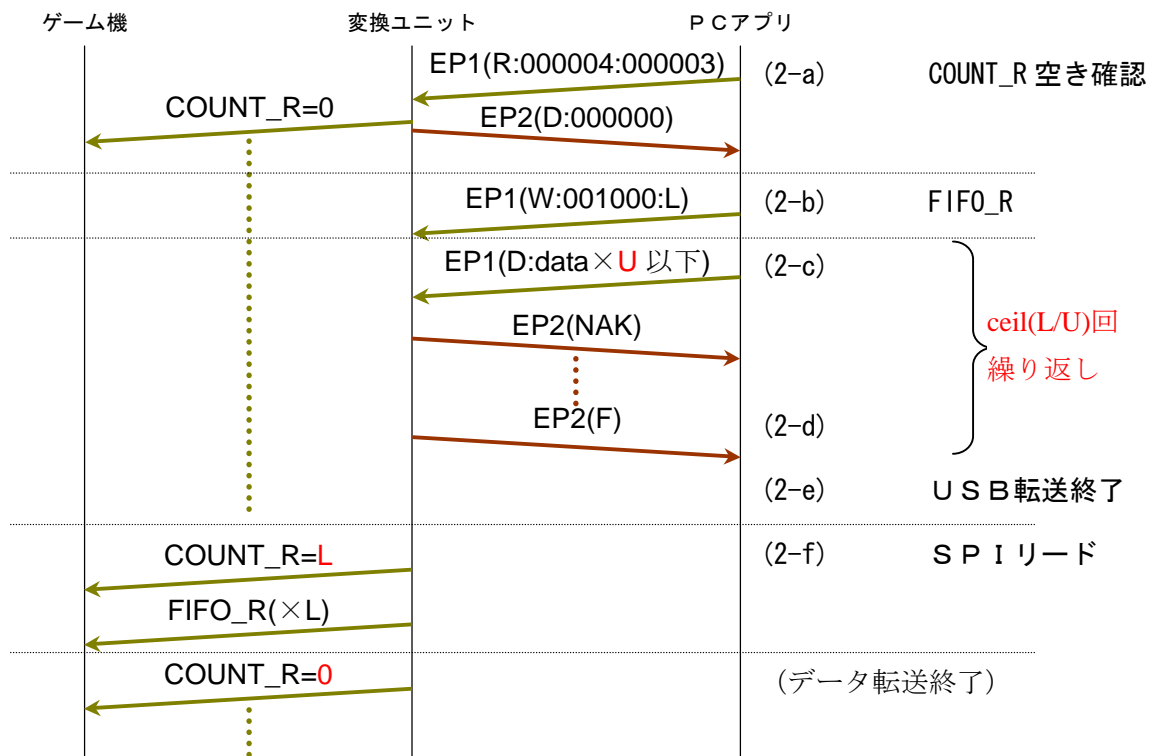 ゲーム機 変換ユニット ＰＣアプリ
EP1(R:000004:000003) (2-a) COUNT_R 空き確認
COUNT_R=0
EP2(D:000000)
EP1(W:001000:L) (2-b) FIFO_R
EP1(D:data×U 以下) (2-c)
ceil(L/U)回
繰り返し
EP2(NAK)
EP2(F) (2-d)
(2-e) ＵＳＢ転送終了
COUNT_R=L (2-f) ＳＰＩリード
FIFO_R(×L)
COUNT_R=0 （データ転送終了）